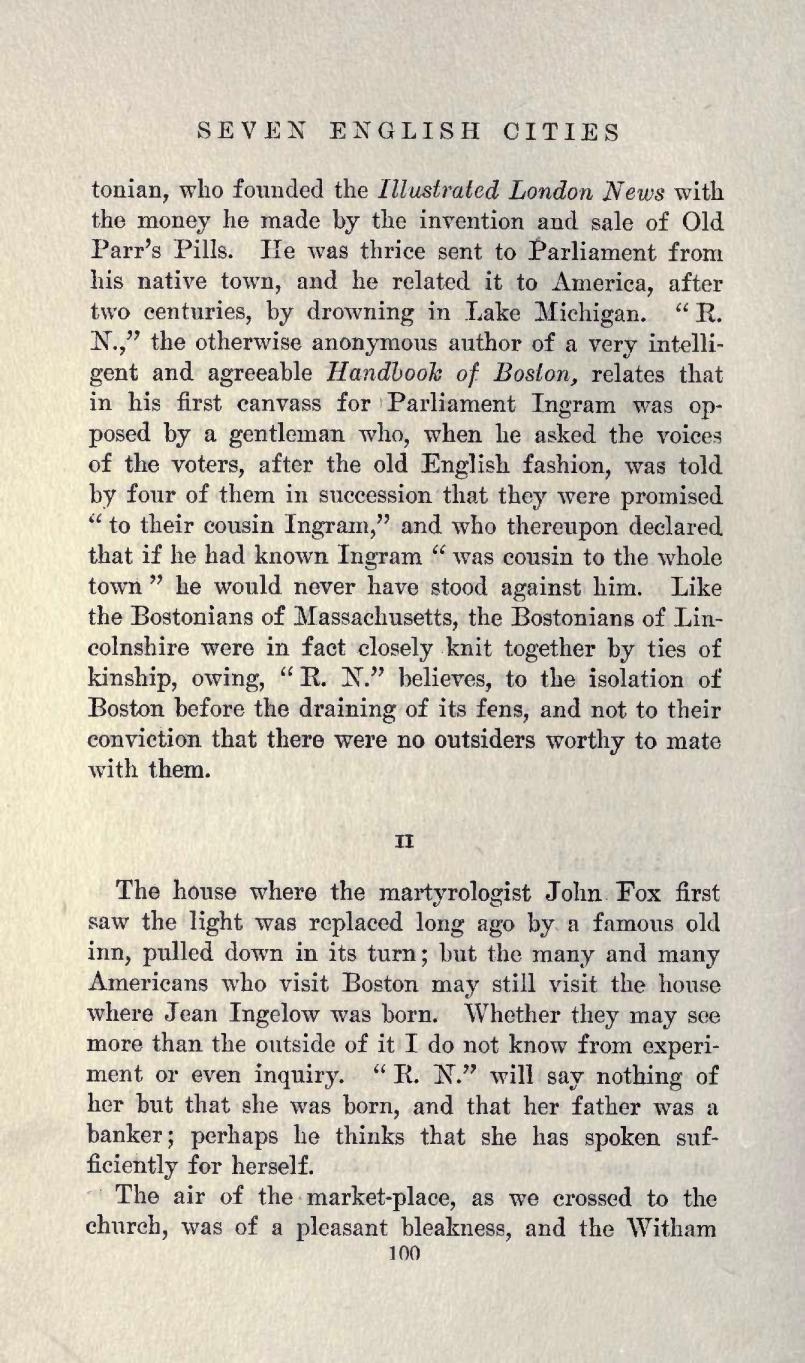 SEVEN ENGLISH CITIES
tonian, who founded the Illustrated London News with
the money he made by the invention and sale of Old
Parr's Pills. He was thrice sent to Parliament from
his native town, and he related it to America, after
two centuries, by drowning in Lake Michigan. “ R.
N.,” the otherwise anonymous author of a very intelli-
gent and agreeable Handbook of Boston, relates that
in his first canvass for Parliament Ingram was op-
posed by a gentleman who, when he asked the voices
of the voters, after the old English fashion, was told
by four of them in succession that they were promised
“ to their cousin Ingram,” and who thereupon declared
that if he had known Ingram “ was cousin to the whole
town ” he would never have stood against him. Like
the Bostonians of Massachusetts, the Bostonians of Lin-
colnshire were in fact closely knit together by ties of
kinship, owing, “ R. N.” believes, to the isolation of
Boston before the draining of its fens, and not to their
conviction that there were no outsiders worthy to mate
with them.
II
The house where the martyrologist John Fox first
saw the light was replaced long ago by a famous old
inn, pulled down in its turn; but the many and many
Americans who visit Boston may still visit the house
where Jean Ingelow was born. Whether they may see
more than the outside of it I do not know from experi-
ment or even inquiry. “ R. N.” will say nothing of
her but that she was born, and that her father was a
banker; perhaps he thinks that she has spoken suf-
ficiently for herself.
The air of the market-place, as we crossed to the
church, was of a pleasant bleakness, and the Witham
100